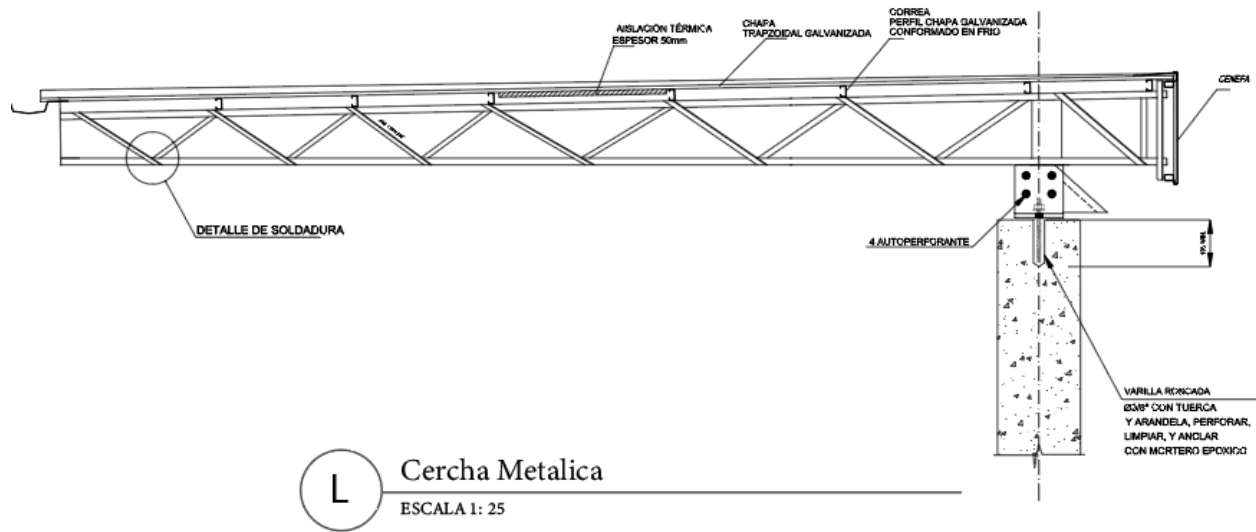 AISLACIÓN TÉRMICA
ESPESOR 50mm
CHAPA
TRAPZOIDAL GALVANIZADA
CORREA
PERFIL CHAPA GALVANIZADA
CONFORMADO EN FRIO
CENEFA
DETALLE DE SOLDADURA
4 AUTOPERFORANTE
VARILLA ROSCADA
Ø3/8" CON TUERCA
Y ARANDELA, PERFORAR,
LIMPIAR, Y ANCLAR
CON MORTERO EPOXICO
L
Cercha Metalica
ESCALA 1: 25